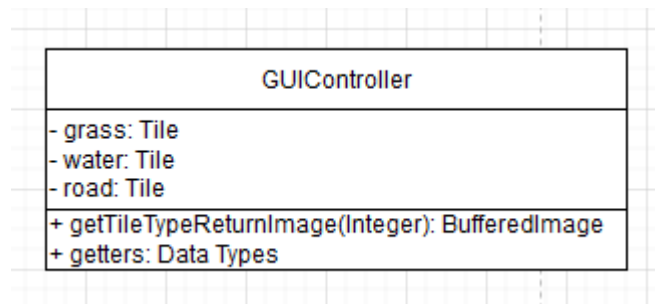 GUIController
- grass: Tile
- water: Tile
- road: Tile
+ getTileTypeReturnImage(Integer): BufferedImage
+ getters: Data Types